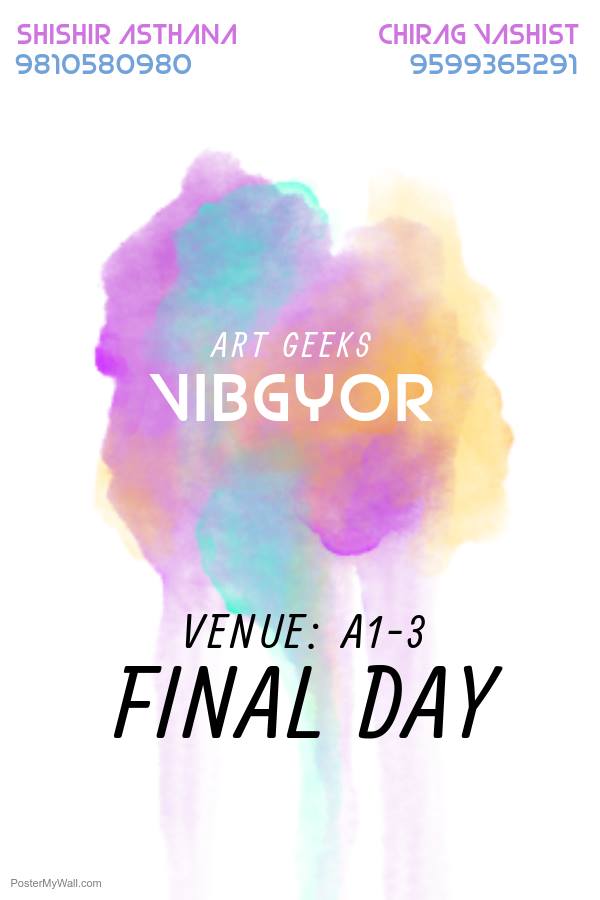 SHISHIR ASTHANA
9810580980
CHIRAG VASHIST
9599365291
ART GEEKS
VIBGYOR
VENUE: A1-3
FINAL DAY
PosterMyWall.com